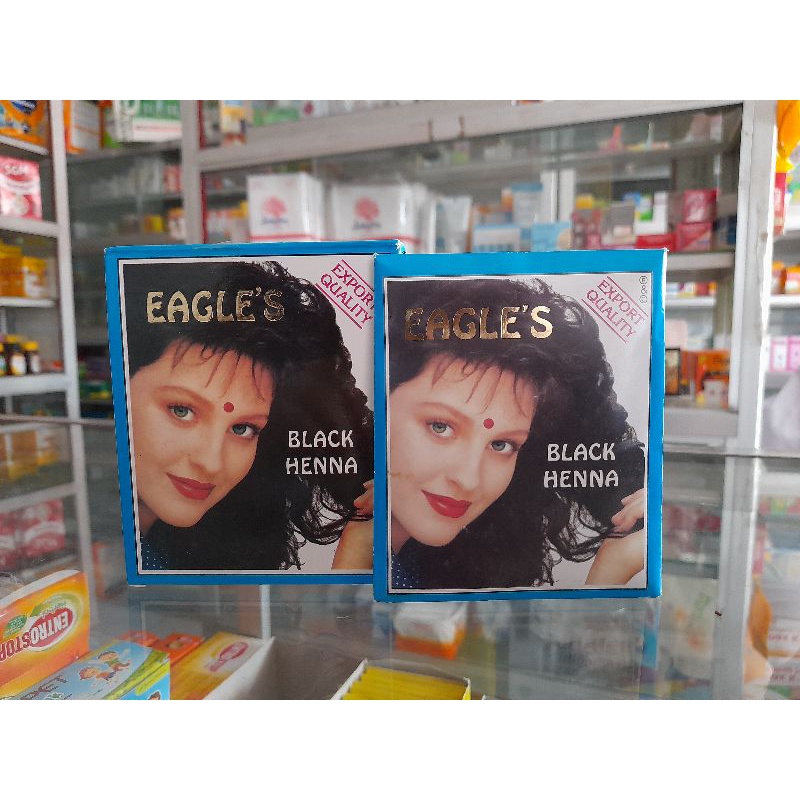 EAGLE'S
EXPORT
QUALITY
BLACK
HENNA
EAGLE'S
EXPORT
QUALITY
BLACK
HENNA
ENTROSTOP